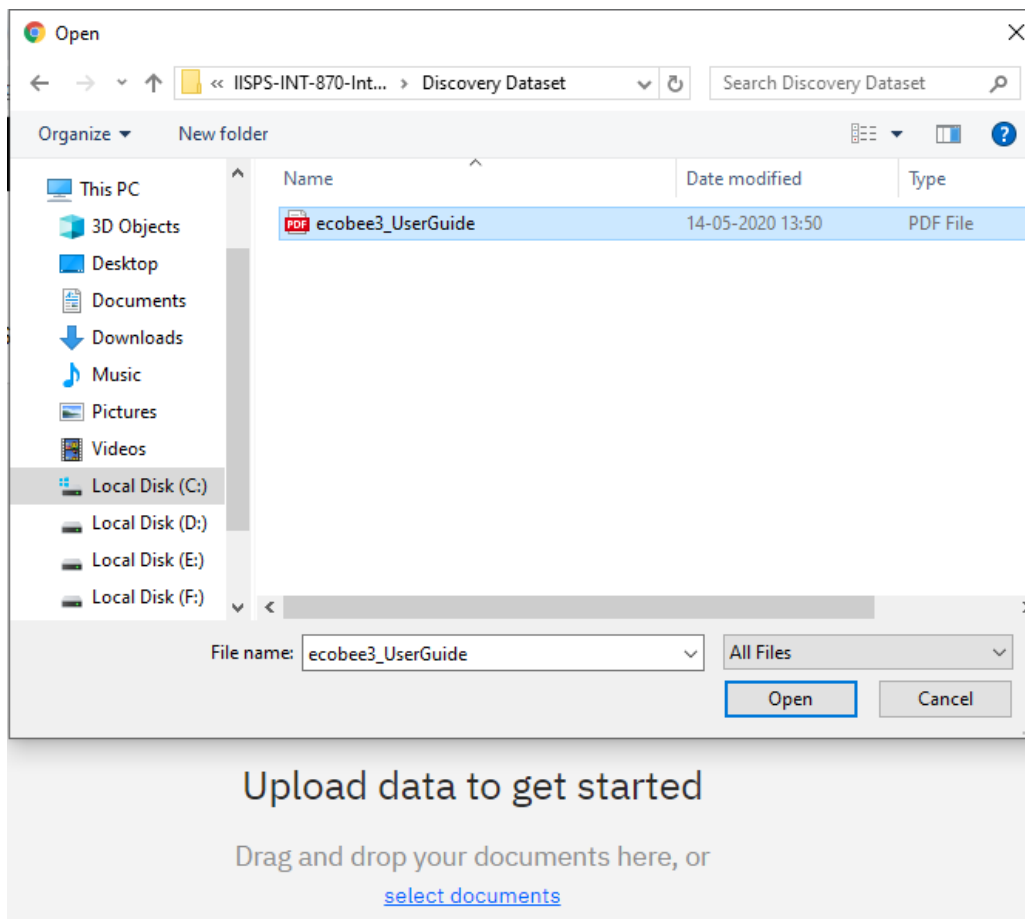 Open
« IISPS-INT-870-Int... › Discovery Dataset
Search Discovery Dataset
Organize
New folder
?
This PC
3D Objects
Desktop
Documents
Downloads
Music
Pictures
Videos
Local Disk (C:)
Local Disk (D:)
Local Disk (E:)
Local Disk (F:)
Name
Date modified
Type
PDF ecobee3_UserGuide
14-05-2020 13:50
PDF File
File name: ecobee3_UserGuide
All Files
Open
Cancel
Upload data to get started
Drag and drop your documents here, or
select documents